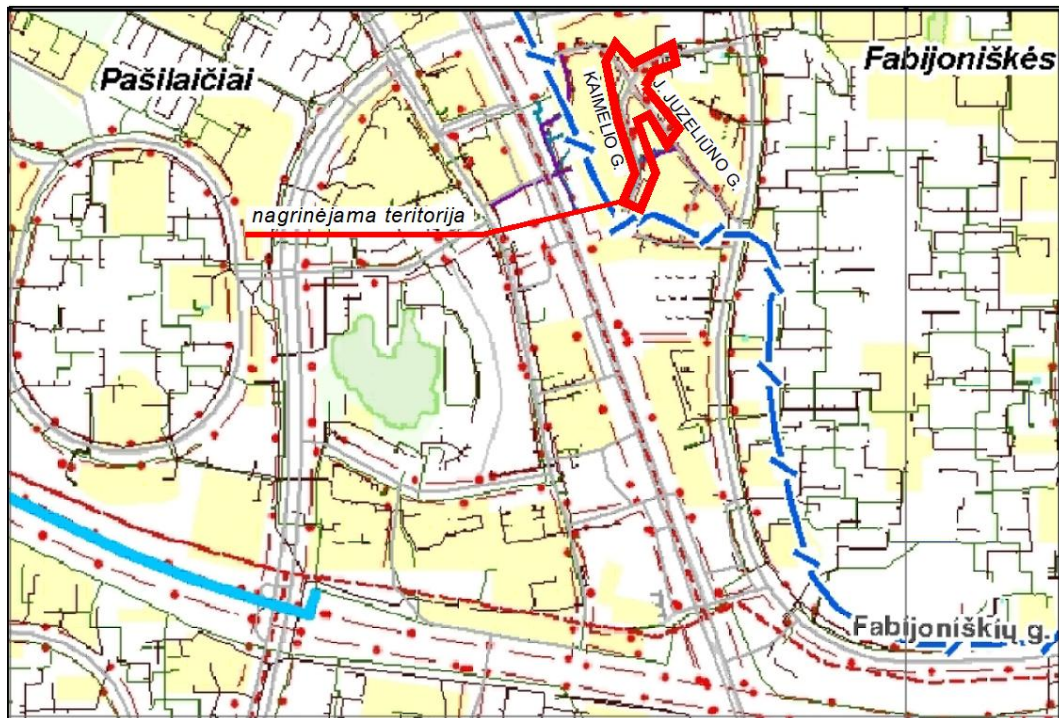 Pašilaičiai
Fabijoniškės
KAIMELIO G.
J. JUZELIŪNO G.
nagrinėjama teritorija
Fabijoniškių g.